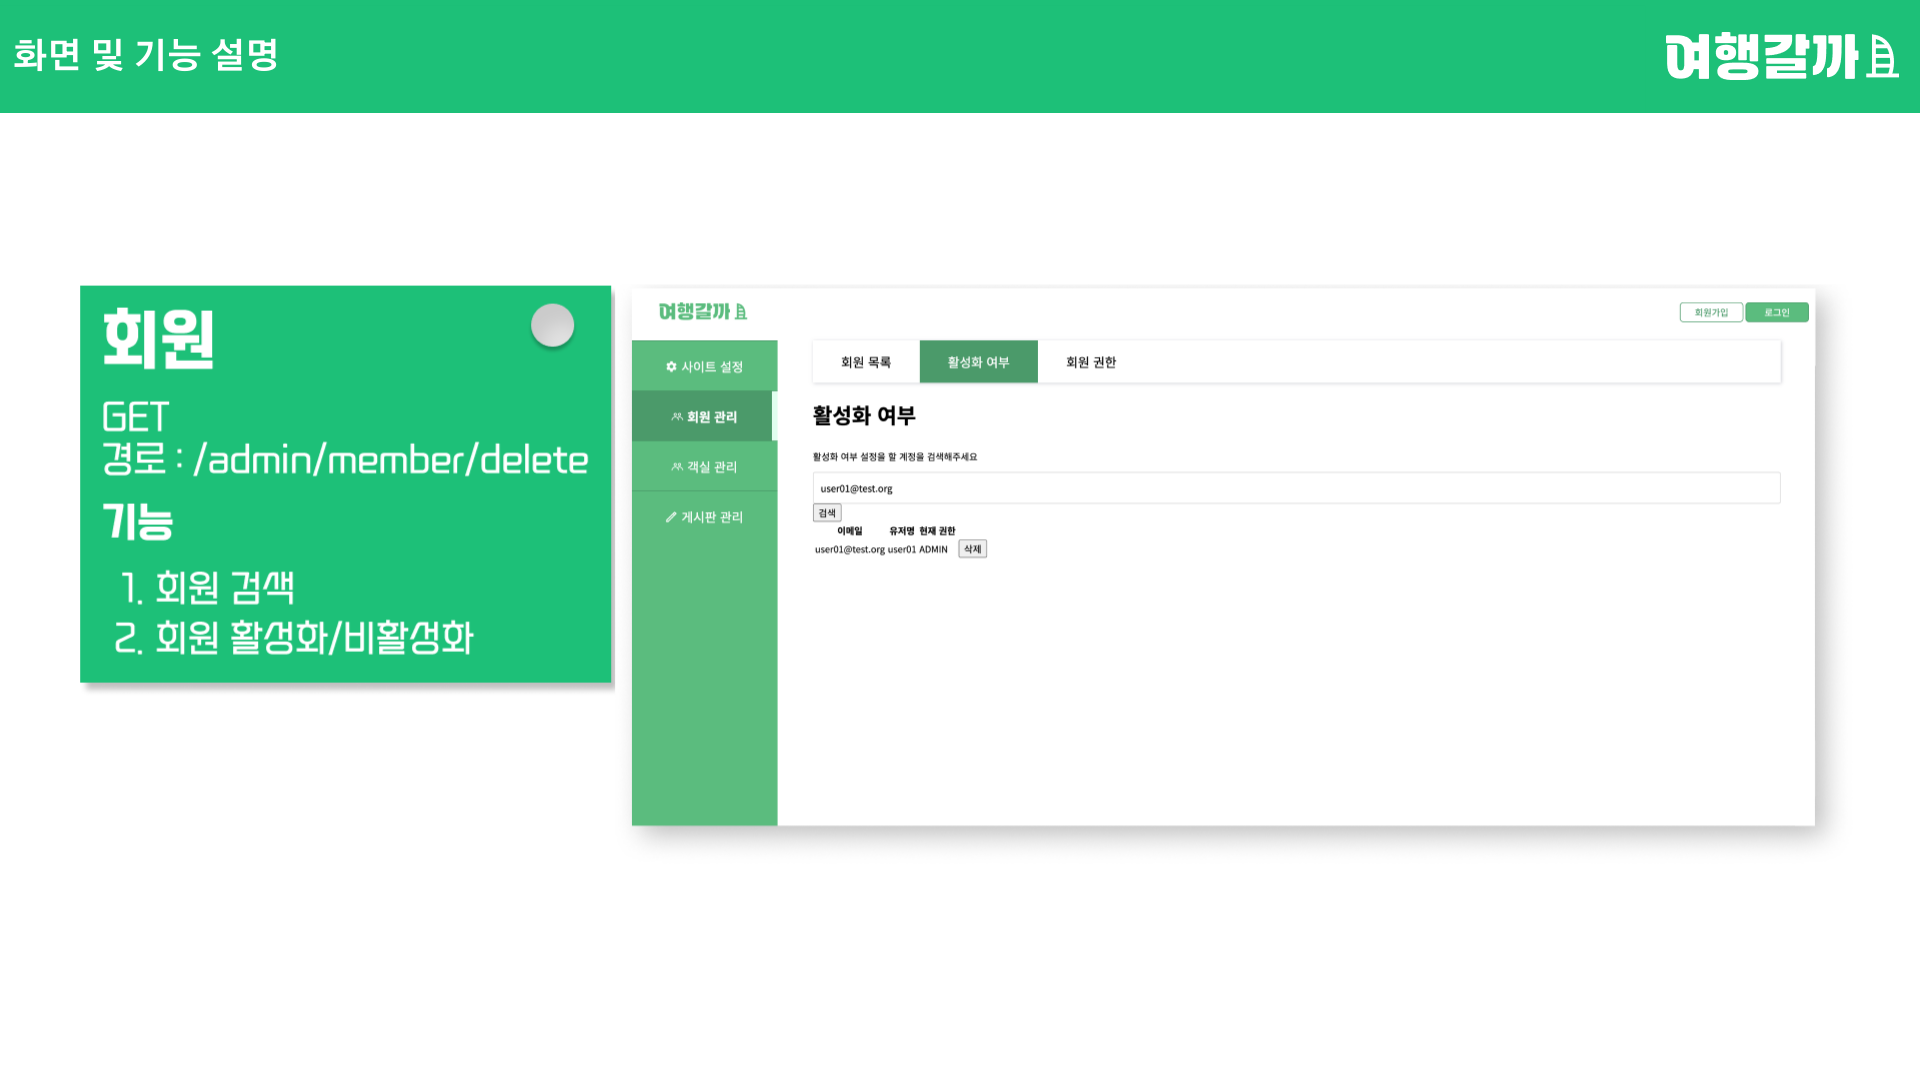 화면 및 기능 설명
여행갈까
회원
GET
경로 : /admin/member/delete
기능
1. 회원 검색
2. 회원 활성화/비활성화
여행갈까
회원가입
로그인
사이트 설정
회원 관리
객실 관리
게시판 관리
회원 목록
활성화 여부
회원 권한
활성화 여부
활성화 여부 설정을 할 계정을 검색해주세요
user01@test.org
검색
이메일 유저명 현재 권한
user01@test.org user01 ADMIN 삭제